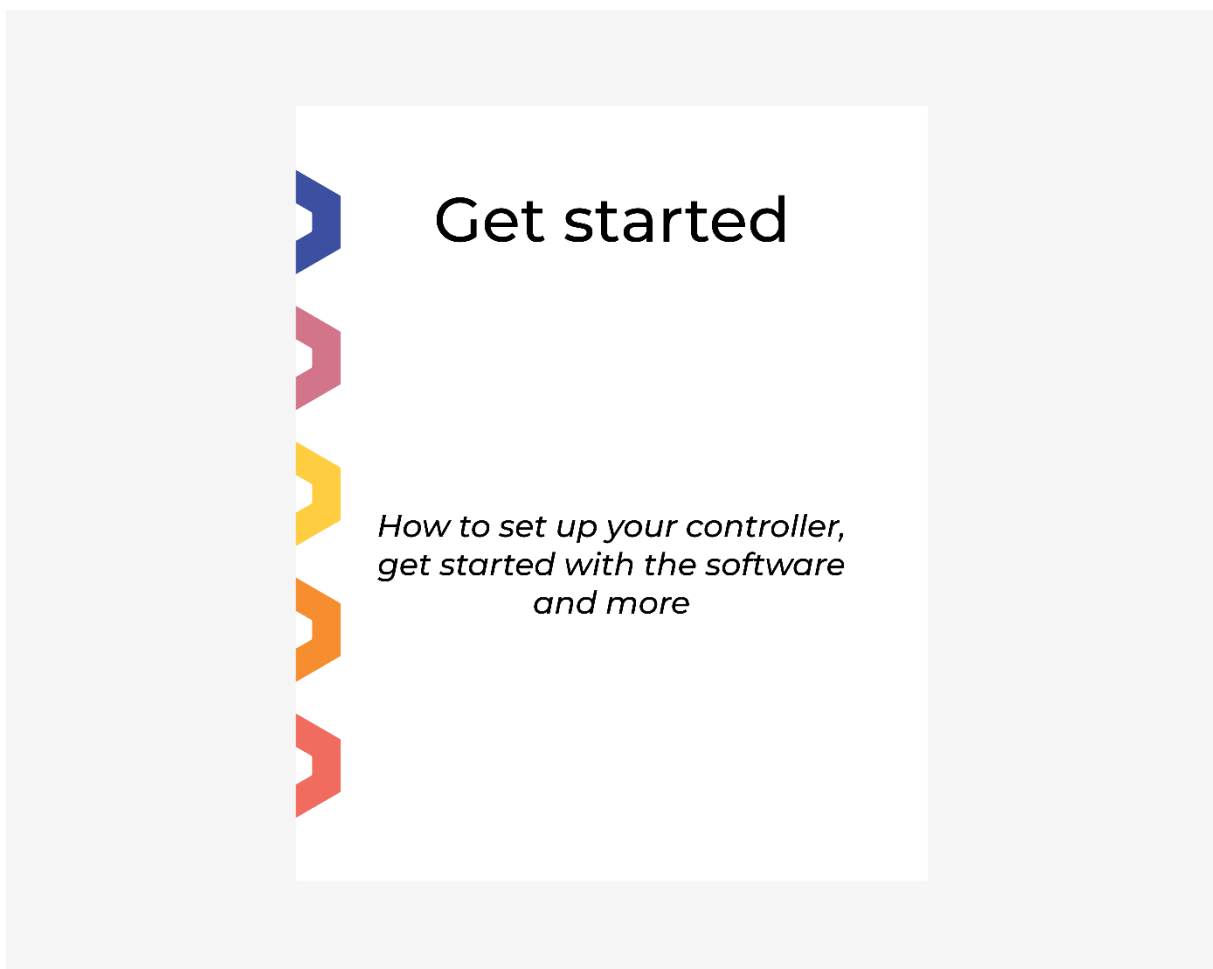 Get started
How to set up your controller,
get started with the software
and more